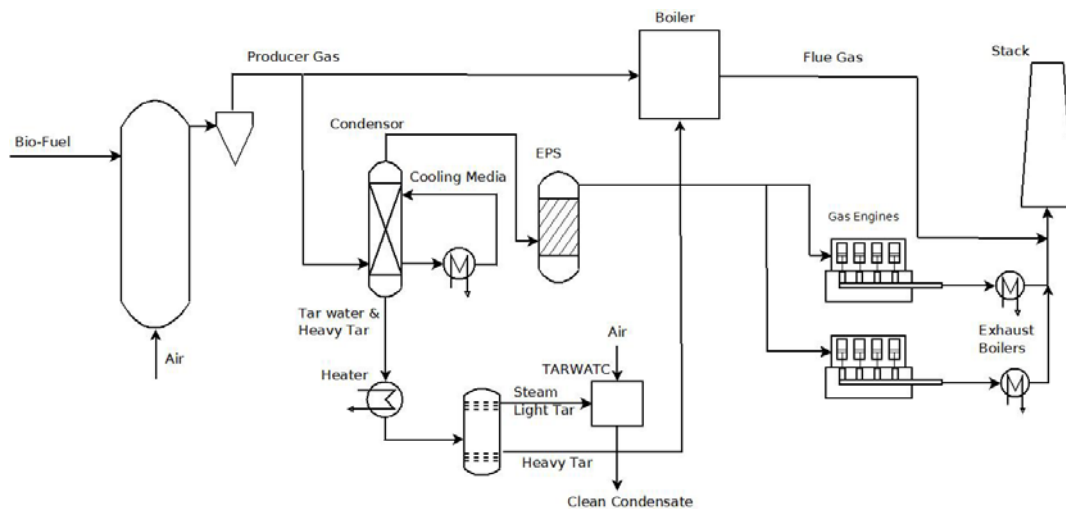 Boiler
Stack
Producer Gas
Flue Gas
Bio-Fuel
Condensor
EPS
Cooling Media
Gas Engines
Tar water &
Heavy Tar
Air
Air
Exhaust
Boilers
Heater
TARWATC
Steam
Light Tar
Heavy Tar
Clean Condensate